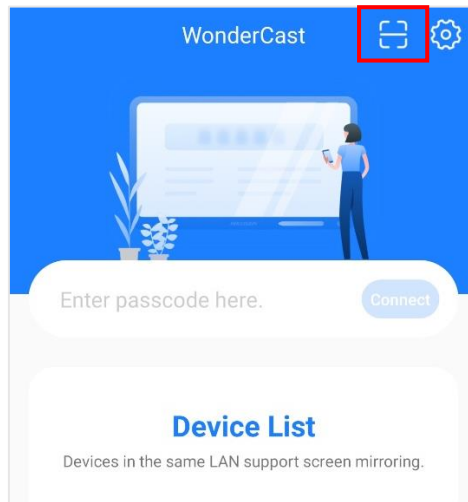 WonderCast
Enter passcode here.
Connect
Device List
Devices in the same LAN support screen mirroring.